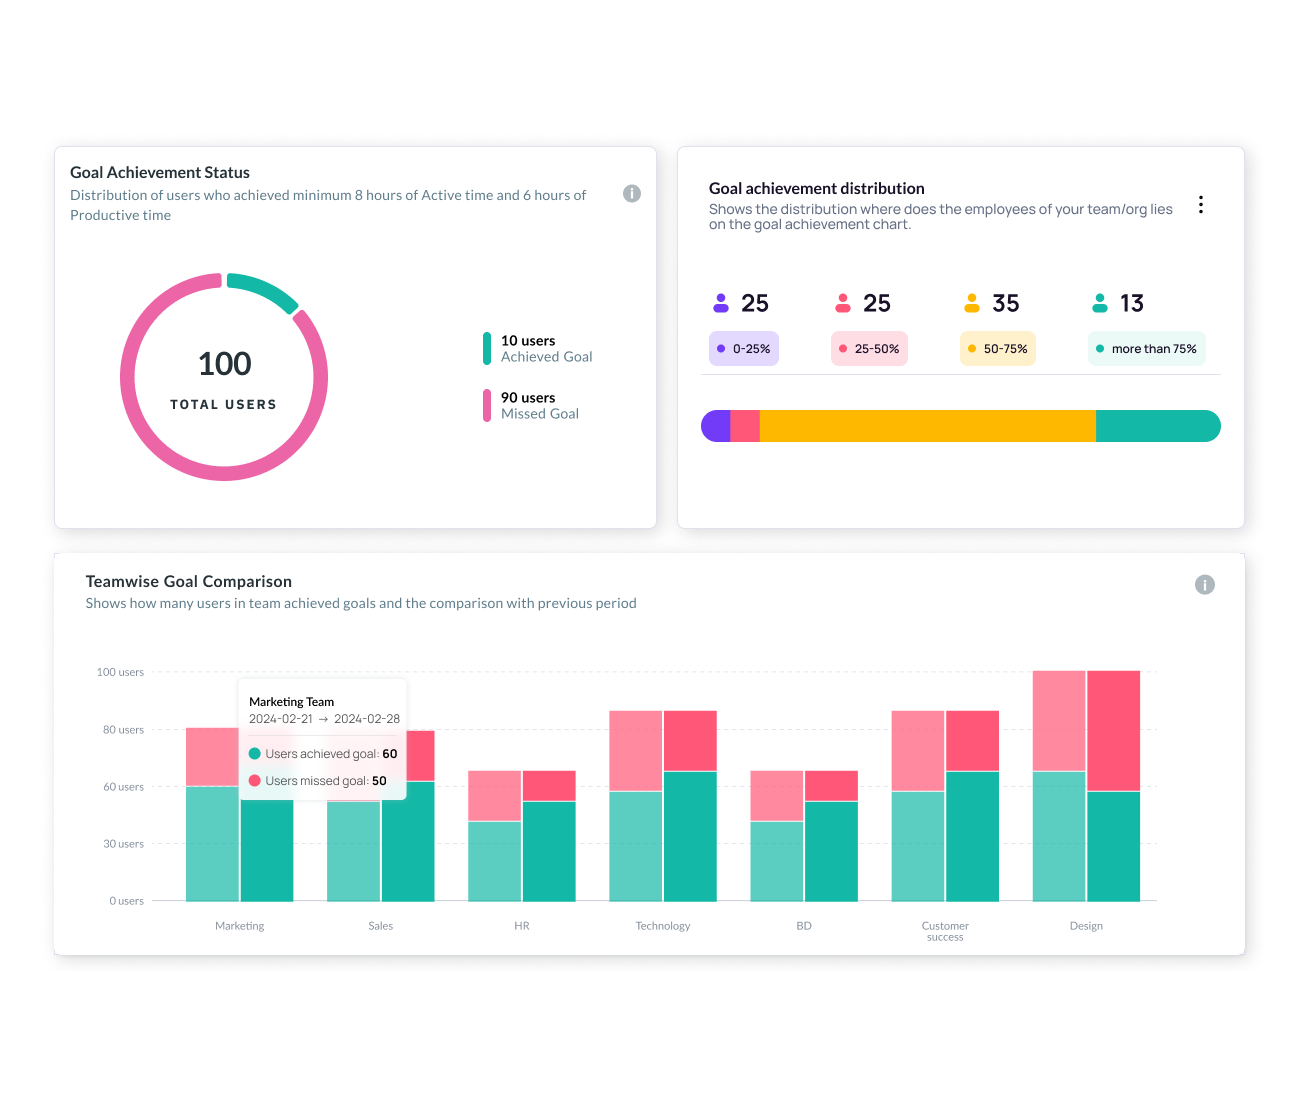 Goal Achievement Status
Distribution of users who achieved minimum 8 hours of Active time and 6 hours of
Productive time
100
TOTAL USERS
10 users
Achieved Goal
90 users
Missed Goal
Goal achievement distribution
Shows the distribution where does the employees of your team/org lies
on the goal achievement chart.
25
25
35
13
0-25%
25-50%
50-75%
more than 75%
Teamwise Goal Comparison
Shows how many users in team achieved goals and the comparison with previous period
100 users
80 users
60 users
30 users
0 users
Marketing Team
2024-02-21 → 2024-02-28
Users achieved goal: 60
Users missed goal: 50
Marketing
Sales
HR
Technology
BD
Customer
success
Design